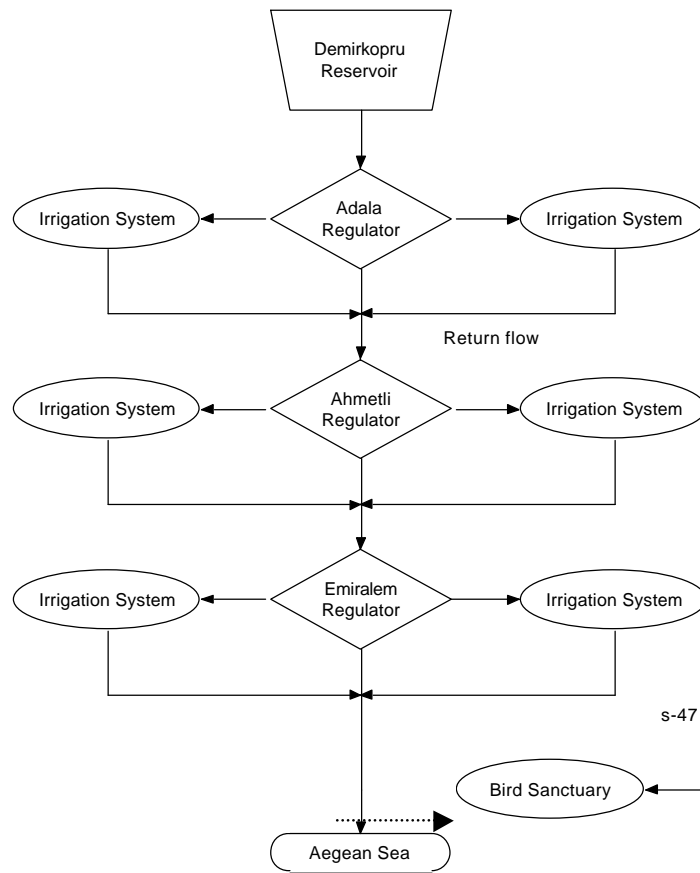 Demirkopru
Reservoir
Irrigation System
Adala
Regulator
Irrigation System
Return flow
Irrigation System
Ahmetli
Regulator
Irrigation System
Irrigation System
Emiralem
Regulator
Irrigation System
s-47
Bird Sanctuary
Aegean Sea